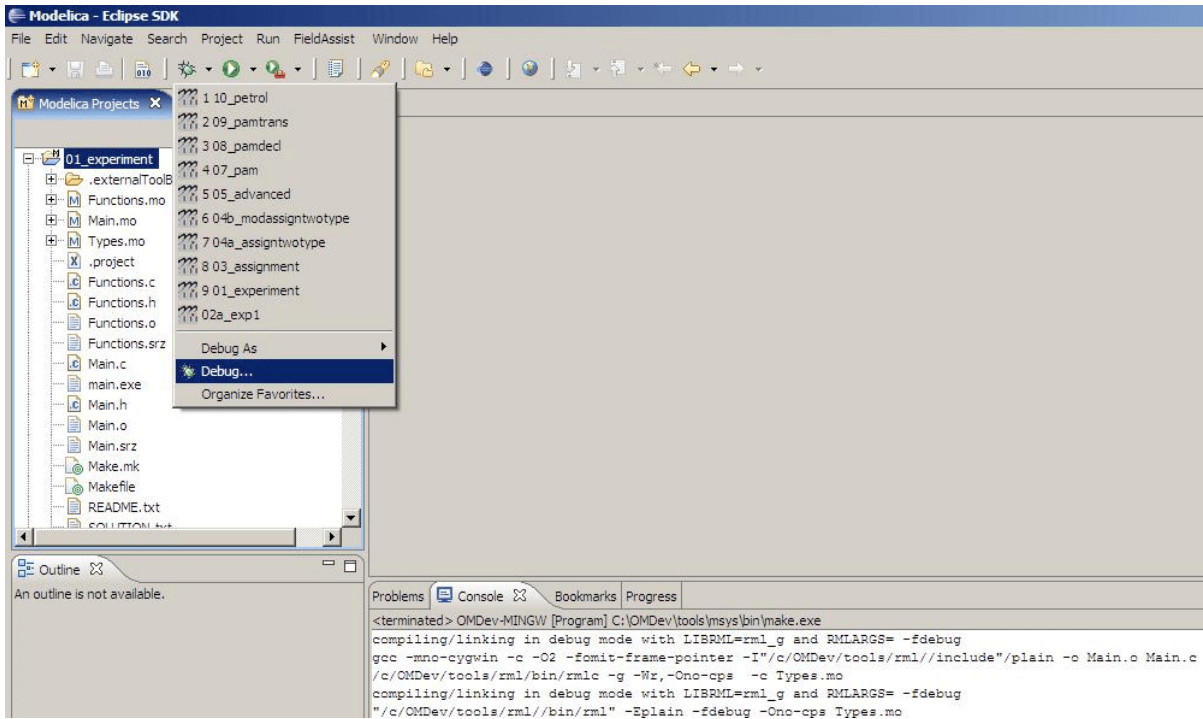 Modelica - Eclipse SDK
File Edit Navigate Search Project Run FieldAssist Window Help
Modelica Projects
1 10_petrol
2 09_pamtrans
3 08_pamdecl
4 07_pam
5 05_advanced
6 04b_modassigntwotype
7 04a_assigntwotype
8 03_assignment
9 01_experiment
02a_exp1
Debug As
Debug...
Organize Favorites...
01_experiment
.externalToolB
Functions.mo
Main.mo
Types.mo
.project
Functions.c
Functions.h
Functions.o
Functions.srz
Main.c
main.exe
Main.h
Main.o
Main.srz
Make.mk
Makefile
README.txt
SOLUTION.txt
Outline
An outline is not available.
Problems Console Bookmarks Progress
<terminated> OMDev-MINGW [Program] C:\OMDev\tools\msys\bin\make.exe
compiling/linking in debug mode with LIBRML=rml_g and RMLARGS= -fdebug
gcc -mno-cygwin -c -O2 -fomit-frame-pointer -I"/c/OMDev/tools/rml//include"/plain -o Main.o Main.c
/c/OMDev/tools/rml/bin/rmlc -g -Wr,-Ono-cps -c Types.mo
compiling/linking in debug mode with LIBRML=rml_g and RMLARGS= -fdebug
"/c/OMDev/tools/rml//bin/rml" -Eplain -fdebug -Ono-cps Types.mo